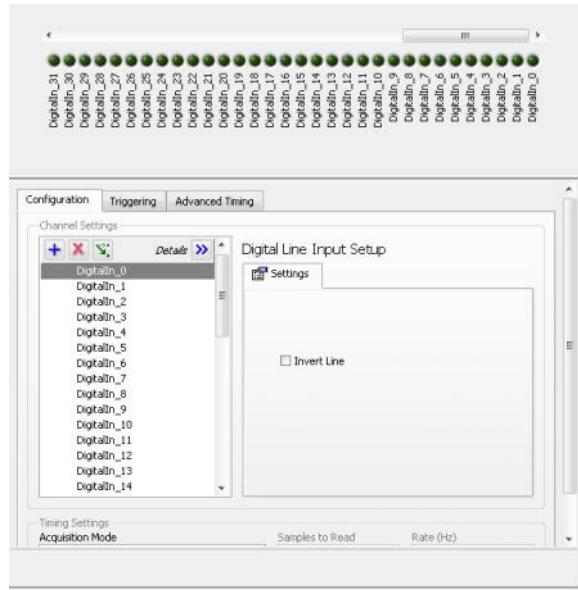 DigitalIn_31
DigitalIn_30
DigitalIn_29
DigitalIn_28
DigitalIn_27
DigitalIn_26
DigitalIn_25
DigitalIn_24
DigitalIn_23
DigitalIn_22
DigitalIn_21
DigitalIn_20
DigitalIn_19
DigitalIn_18
DigitalIn_17
DigitalIn_16
DigitalIn_15
DigitalIn_14
DigitalIn_13
DigitalIn_12
DigitalIn_11
DigitalIn_10
DigitalIn_9
DigitalIn_8
DigitalIn_7
DigitalIn_6
DigitalIn_5
DigitalIn_4
DigitalIn_3
DigitalIn_2
DigitalIn_1
DigitalIn_0
Configuration Triggering Advanced Timing
Channel Settings
Details
DigitalIn_0
DigitalIn_1
DigitalIn_2
DigitalIn_3
DigitalIn_4
DigitalIn_5
DigitalIn_6
DigitalIn_7
DigitalIn_8
DigitalIn_9
DigitalIn_10
DigitalIn_11
DigitalIn_12
DigitalIn_13
DigitalIn_14
Digital Line Input Setup
Settings
Invert Line
Timing Settings
Acquisition Mode Samples to Read Rate (Hz)